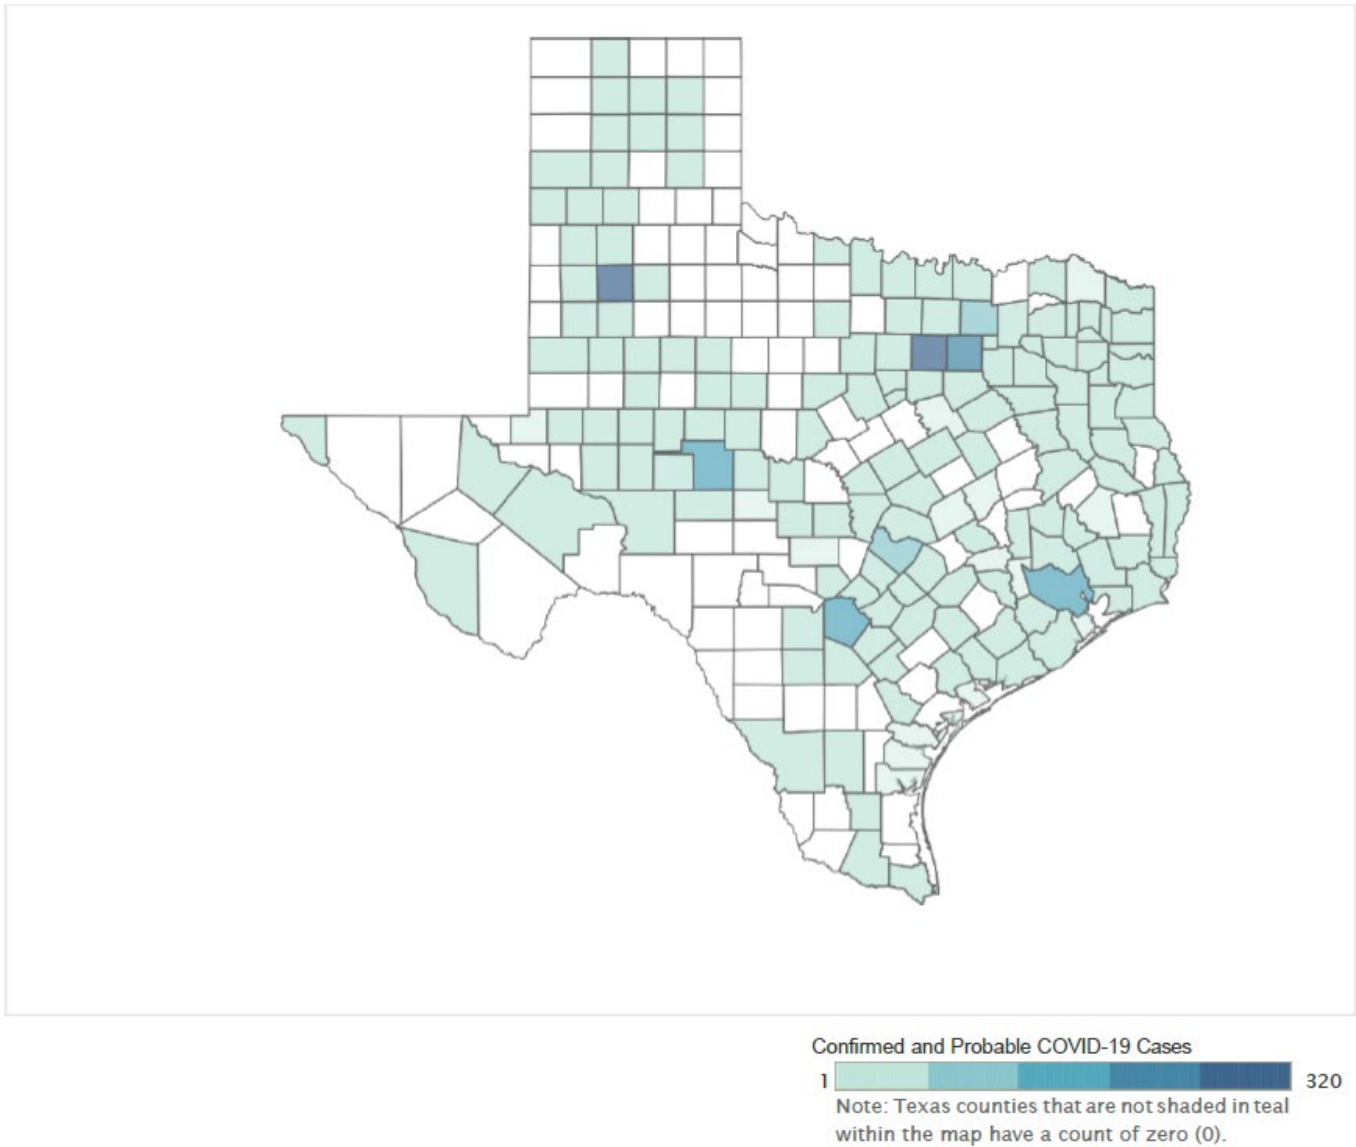 Confirmed and Probable COVID-19 Cases
1 320
Note: Texas counties that are not shaded in teal
within the map have a count of zero (0).